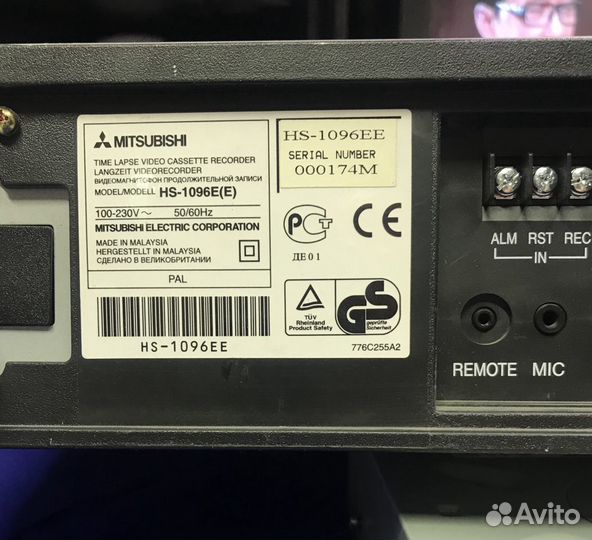 MITSUBISHI
TIME LAPSE VIDEO CASSETTE RECORDER
LANGZEIT VIDEORECORDER
ВИДЕОМАГНИТОФОН ПРОДОЛЖИТЕЛЬНОЙ ЗАПИСИ
MODEL/MODELL HS-1096E(E)
100-230V~ 50/60Hz
MITSUBISHI ELECTRIC CORPORATION
MADE IN MALAYSIA
HERGESTELLT IN MALAYSIA
СДЕЛАНО В ВЕЛИКОБРИТАНИИ
PAL
HS-1096EE
HS-1096EE
SERIAL NUMBER
000174M
РСТ
CE
ДЕ01
TÜV
Rheinland
Product Safety
GS
geprüfte
Sicherheit
776C255A2
ALM RST REC
IN
REMOTE MIC
Avito